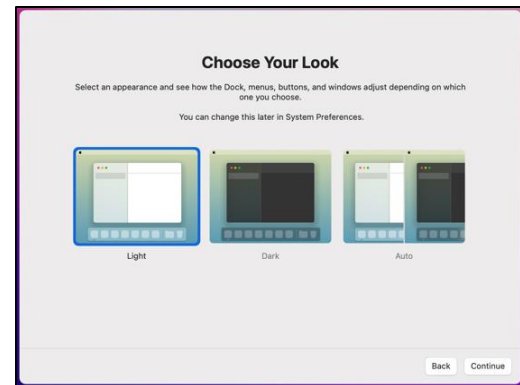 Choose Your Look
Select an appearance and see how the Dock, menus, buttons, and windows adjust depending on which
one you choose.
You can change this later in System Preferences.
Light
Dark
Auto
Back
Continue